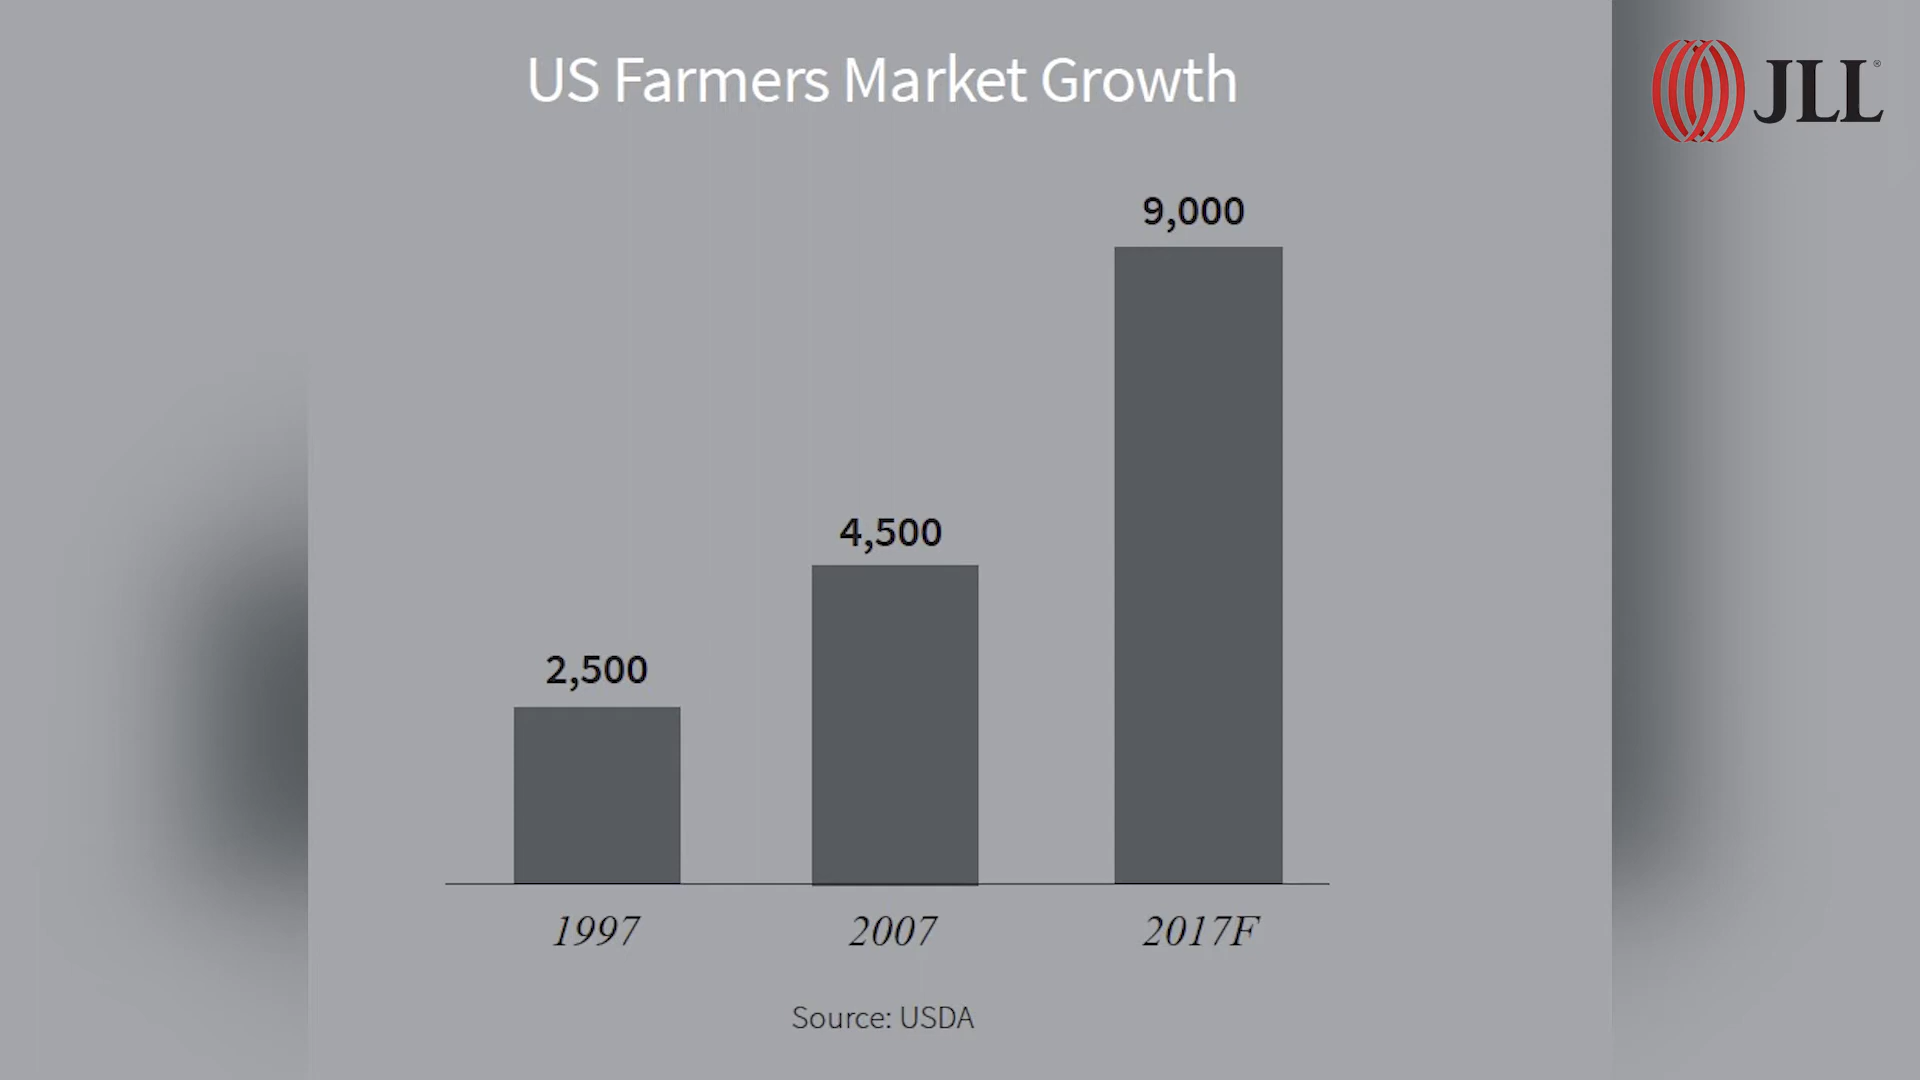 US Farmers Market Growth
JLL®
9,000
4,500
2,500
1997 2007 2017F
Source: USDA